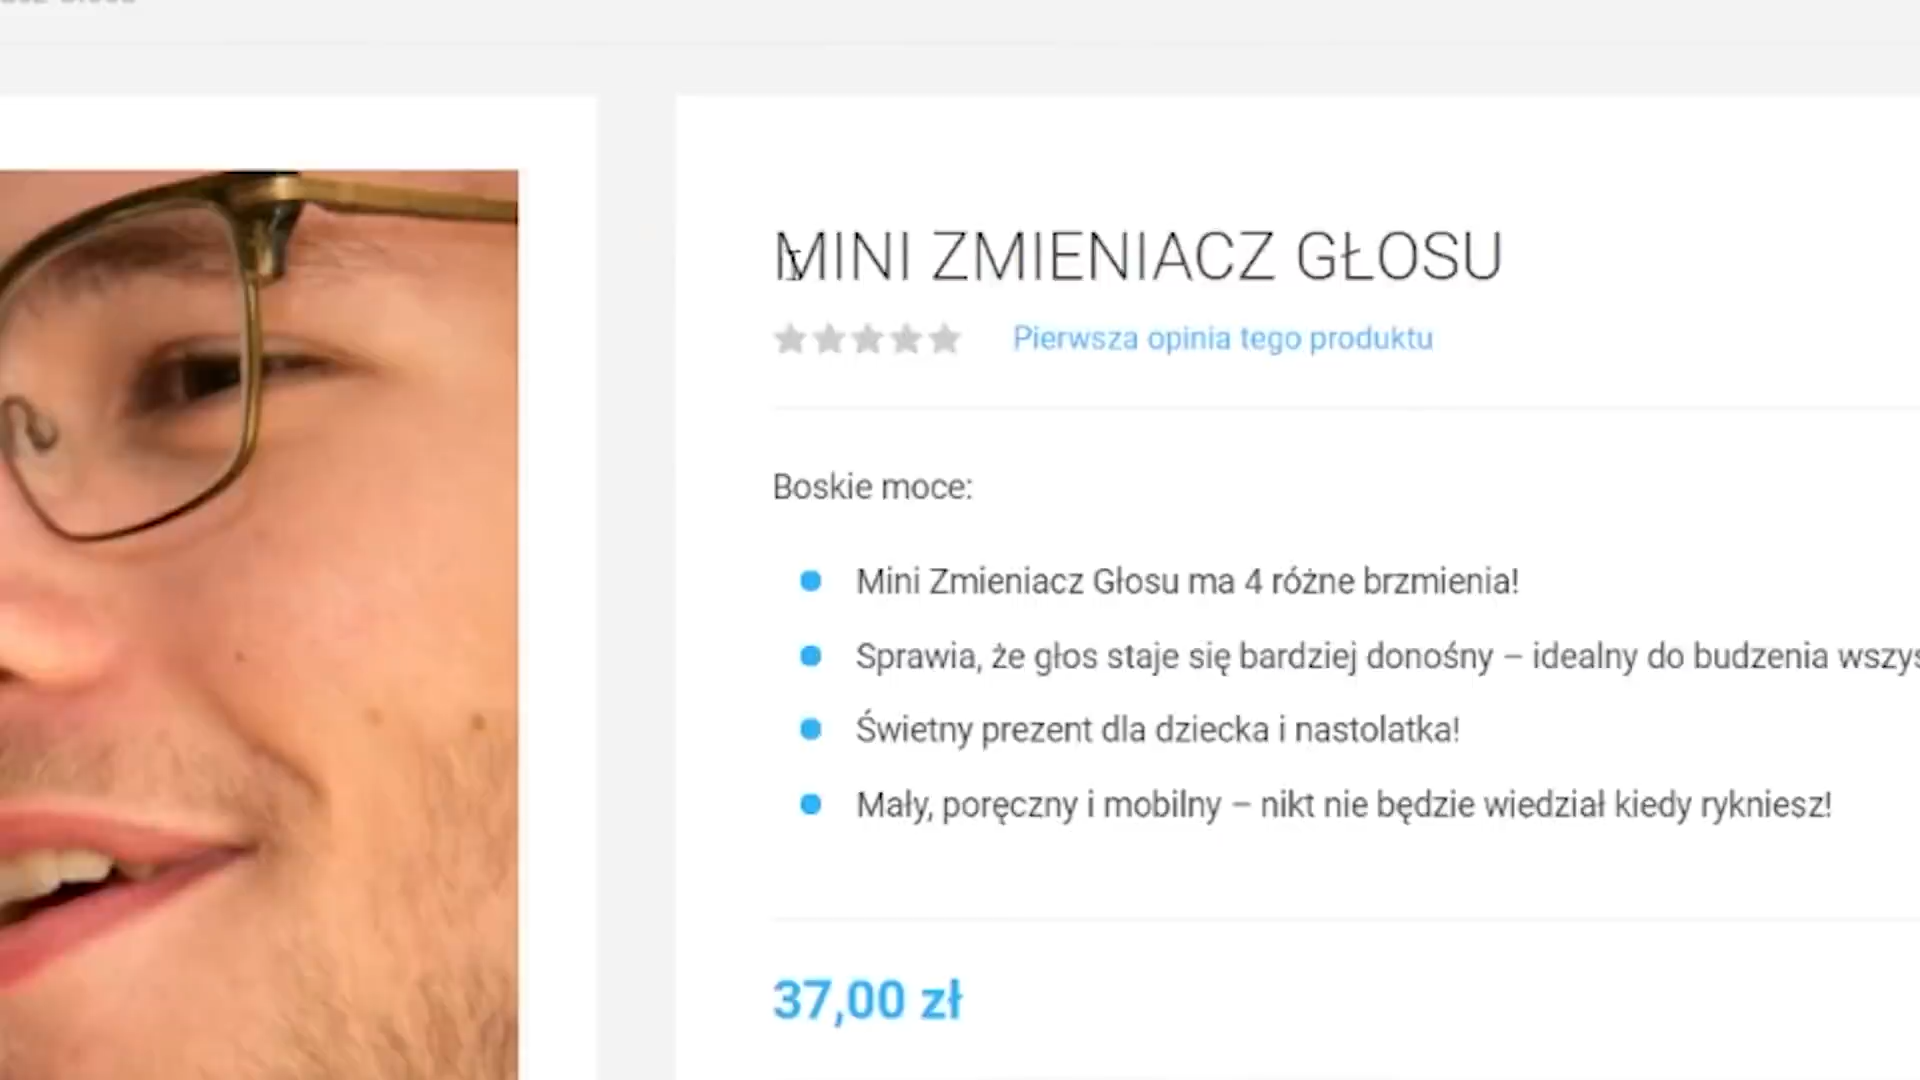 MINI ZMIENIACZ GŁOSU
Pierwsza opinia tego produktu
Boskie moce:
Mini Zmieniacz Głosu ma 4 różne brzmienia!
Sprawia, że głos staje się bardziej donośny – idealny do budzenia
Świetny prezent dla dziecka i nastolatka!
Mały, poręczny i mobilny – nikt nie będzie wiedział kiedy rykniesz!
37,00 zł